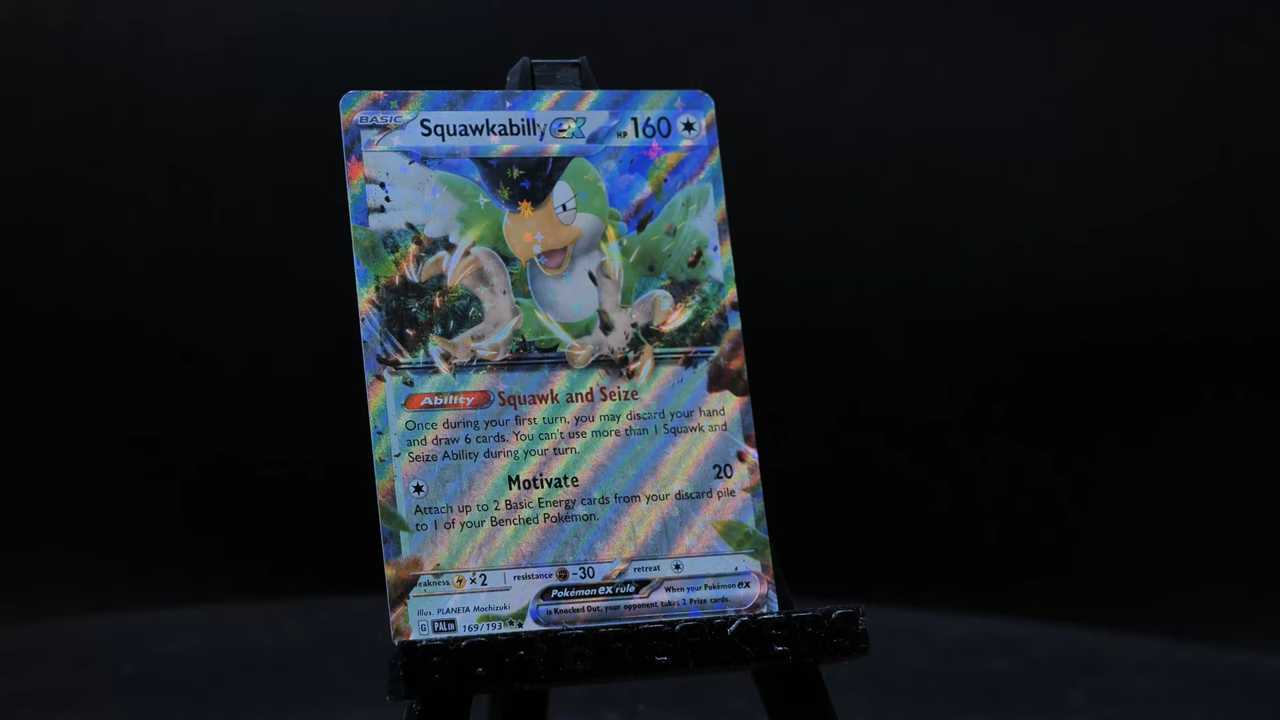 BASIC
Squawkabilly ex HP 160
Ability Squawk and Seize
Once during your first turn, you may discard your hand
and draw 6 cards. You can't use more than 1 Squawk and
Seize Ability during your turn.
Motivate 20
Attach up to 2 Basic Energy cards from your discard pile
to 1 of your Benched Pokémon.
eakness ×2 resistance -30 retreat
Pokémon ex rule When your Pokémon ex
is Knocked Out, your opponent takes 2 Prize cards.
Illus. PLANETA Mochizuki
G PAL EN 169/193